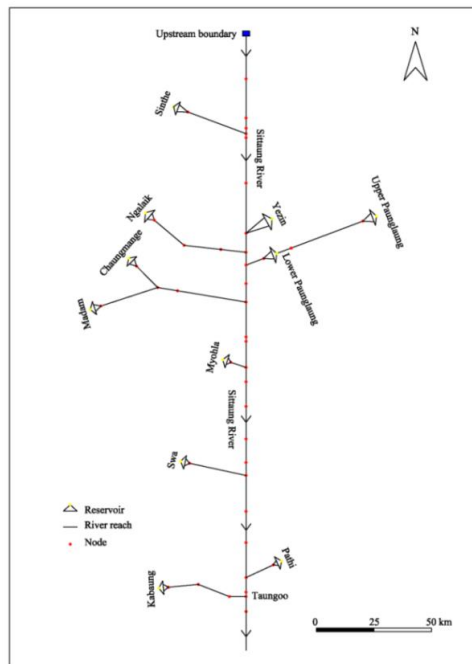 Upstream boundary
N
Sinthe
Sittaung River
Ngalaik
Yezin
Upper Paunglaung
Chaungmange
Lower Paunglaung
Madam
Myohla
Sittaung River
Swa
Reservoir
River reach
Node
Pathi
Kabaung
Taungoo
0 25 50 km